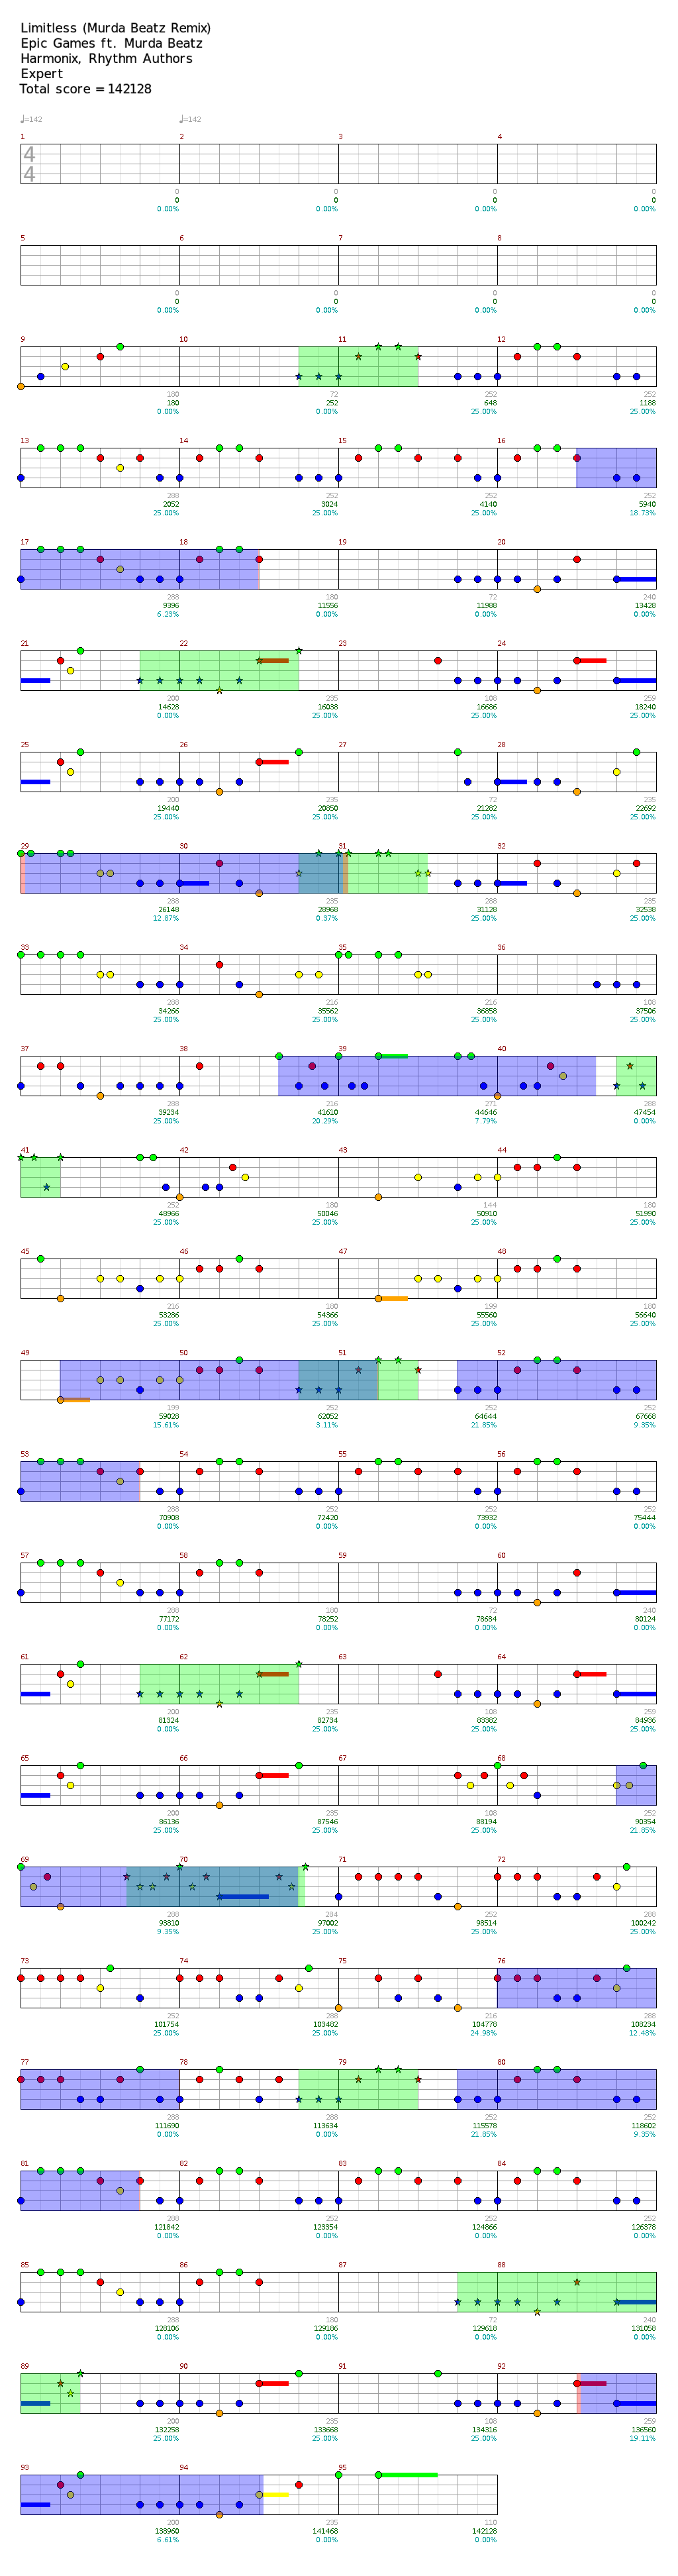 Limitless (Murda Beatz Remix)
Epic Games ft. Murda Beatz
Harmonix, Rhythm Authors
Expert
Total score = 142128
♩=142 ♩=142
1 2 3 4
4
4
0 0 0 0
0 0 0 0
0.00% 0.00% 0.00% 0.00%
5 6 7 8
0 0 0 0
0 0 0 0
0.00% 0.00% 0.00% 0.00%
9 10 11 12
180 72 252 252
180 252 648 1188
0.00% 0.00% 25.00% 25.00%
13 14 15 16
288 252 252 252
2052 3024 4140 5940
25.00% 25.00% 25.00% 18.73%
17 18 19 20
288 180 72 240
9396 11556 11988 13428
6.23% 0.00% 0.00% 0.00%
21 22 23 24
200 235 108 259
14628 16038 16686 18240
0.00% 25.00% 25.00% 25.00%
25 26 27 28
200 235 72 235
19440 20850 21282 22692
25.00% 25.00% 25.00% 25.00%
29 30 31 32
288 235 288 235
26148 28968 31128 32538
12.87% 0.37% 25.00% 25.00%
33 34 35 36
288 216 216 108
34266 35562 36858 37506
25.00% 25.00% 25.00% 25.00%
37 38 39 40
288 216 271 288
39234 41610 44646 47454
25.00% 20.29% 7.79% 0.00%
41 42 43 44
252 180 144 180
48966 50046 50910 51990
25.00% 25.00% 25.00% 25.00%
45 46 47 48
216 180 199 180
53286 54366 55560 56640
25.00% 25.00% 25.00% 25.00%
49 50 51 52
199 252 252 252
59028 62052 64644 67668
15.61% 3.11% 21.85% 9.35%
53 54 55 56
288 252 252 252
70908 72420 73932 75444
0.00% 0.00% 0.00% 0.00%
57 58 59 60
288 180 72 240
77172 78252 78684 80124
0.00% 0.00% 0.00% 0.00%
61 62 63 64
200 235 108 259
81324 82734 83382 84936
0.00% 25.00% 25.00% 25.00%
65 66 67 68
200 235 108 252
86136 87546 88194 90354
25.00% 25.00% 25.00% 21.85%
69 70 71 72
288 284 252 288
93810 97002 98514 100242
9.35% 25.00% 25.00% 25.00%
73 74 75 76
252 288 216 288
101754 103482 104778 108234
25.00% 25.00% 24.98% 12.48%
77 78 79 80
288 288 252 252
111690 113634 115578 118602
0.00% 0.00% 21.85% 9.35%
81 82 83 84
288 252 252 252
121842 123354 124866 126378
0.00% 0.00% 0.00% 0.00%
85 86 87 88
288 180 72 240
128106 129186 129618 131058
0.00% 0.00% 0.00% 0.00%
89 90 91 92
200 235 108 259
132258 133668 134316 136560
25.00% 25.00% 25.00% 19.11%
93 94 95
200 235 110
138960 141468 142128
6.61% 0.00% 0.00%